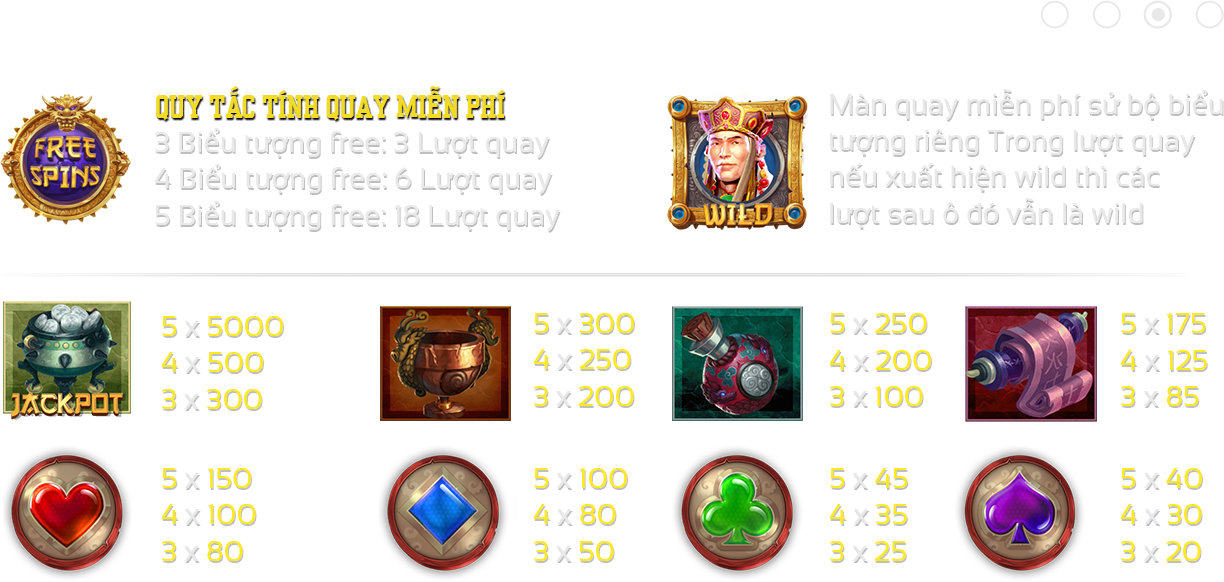 FREE
SPINS
QUY TẮC TÍNH QUAY MIỄN PHÍ
3 Biểu tượng free: 3 Lượt quay
4 Biểu tượng free: 6 Lượt quay
5 Biểu tượng free: 18 Lượt quay
WILD
Màn quay miễn phí sử bộ biểu
tượng riêng Trong lượt quay
nếu xuất hiện wild thì các
lượt sau ô đó vẫn là wild
JACKPOT
5 x 5000
4 x 500
3 x 300
5 x 300
4 x 250
3 x 200
5 x 250
4 x 200
3 x 100
5 x 175
4 x 125
3 x 85
5 x 150
4 x 100
3 x 80
5 x 100
4 x 80
3 x 50
5 x 45
4 x 35
3 x 25
5 x 40
4 x 30
3 x 20